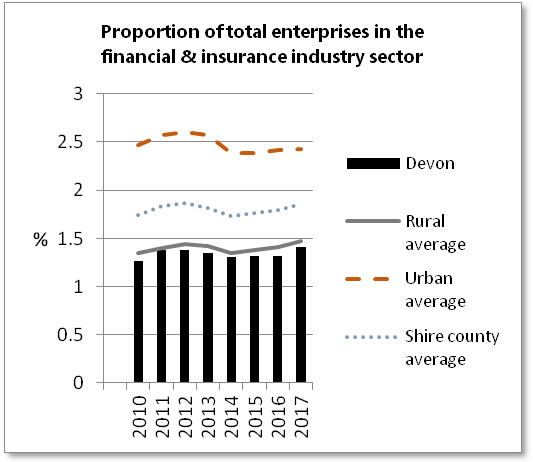 Proportion of total enterprises in the
financial & insurance industry sector
3
2.5
2
1.5
1
0.5
0
%
2010
2011
2012
2013
2014
2015
2016
2017
Devon
Rural
average
Urban
average
Shire county
average